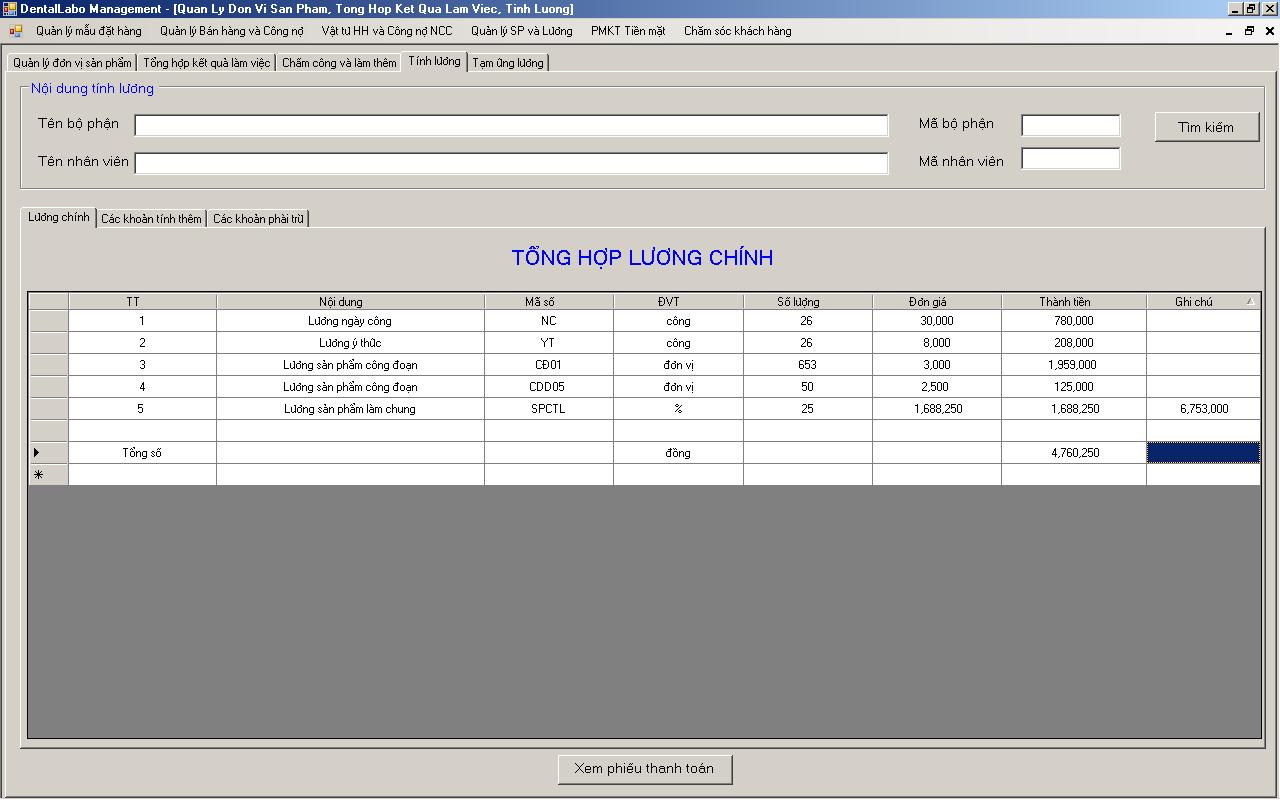 DentalLabo Management - [Quan Ly Don Vi San Pham, Tong Hop Ket Qua Lam Viec, Tinh Luong]
Quản lý mẫu đặt hàng Quản lý Bán hàng và Công nợ Vật tư HH và Công nợ NCC Quản lý SP và Lương PMKT Tiền mặt Chăm sóc khách hàng
Quản lý đơn vị sản phẩm Tổng hợp kết quả làm việc Chấm công và làm thêm Tính lương Tạm ứng lương
Nội dung tính lương
Tên bộ phận Mã bộ phận Tìm kiếm
Tên nhân viên Mã nhân viên
Lương chính Các khoản tính thêm Các khoản phải trừ
TỔNG HỢP LƯƠNG CHÍNH
TT Nội dung Mã số ĐVT Số lượng Đơn giá Thành tiền Ghi chú
1 Lương ngày công NC công 26 30,000 780,000
2 Lương ý thức YT công 26 8,000 208,000
3 Lương sản phẩm công đoạn CĐ01 đơn vị 653 3,000 1,959,000
4 Lương sản phẩm công đoạn CDD05 đơn vị 50 2,500 125,000
5 Lương sản phẩm làm chung SPCTL % 25 1,688,250 1,688,250 6,753,000
Tổng số đồng 4,760,250
Xem phiếu thanh toán